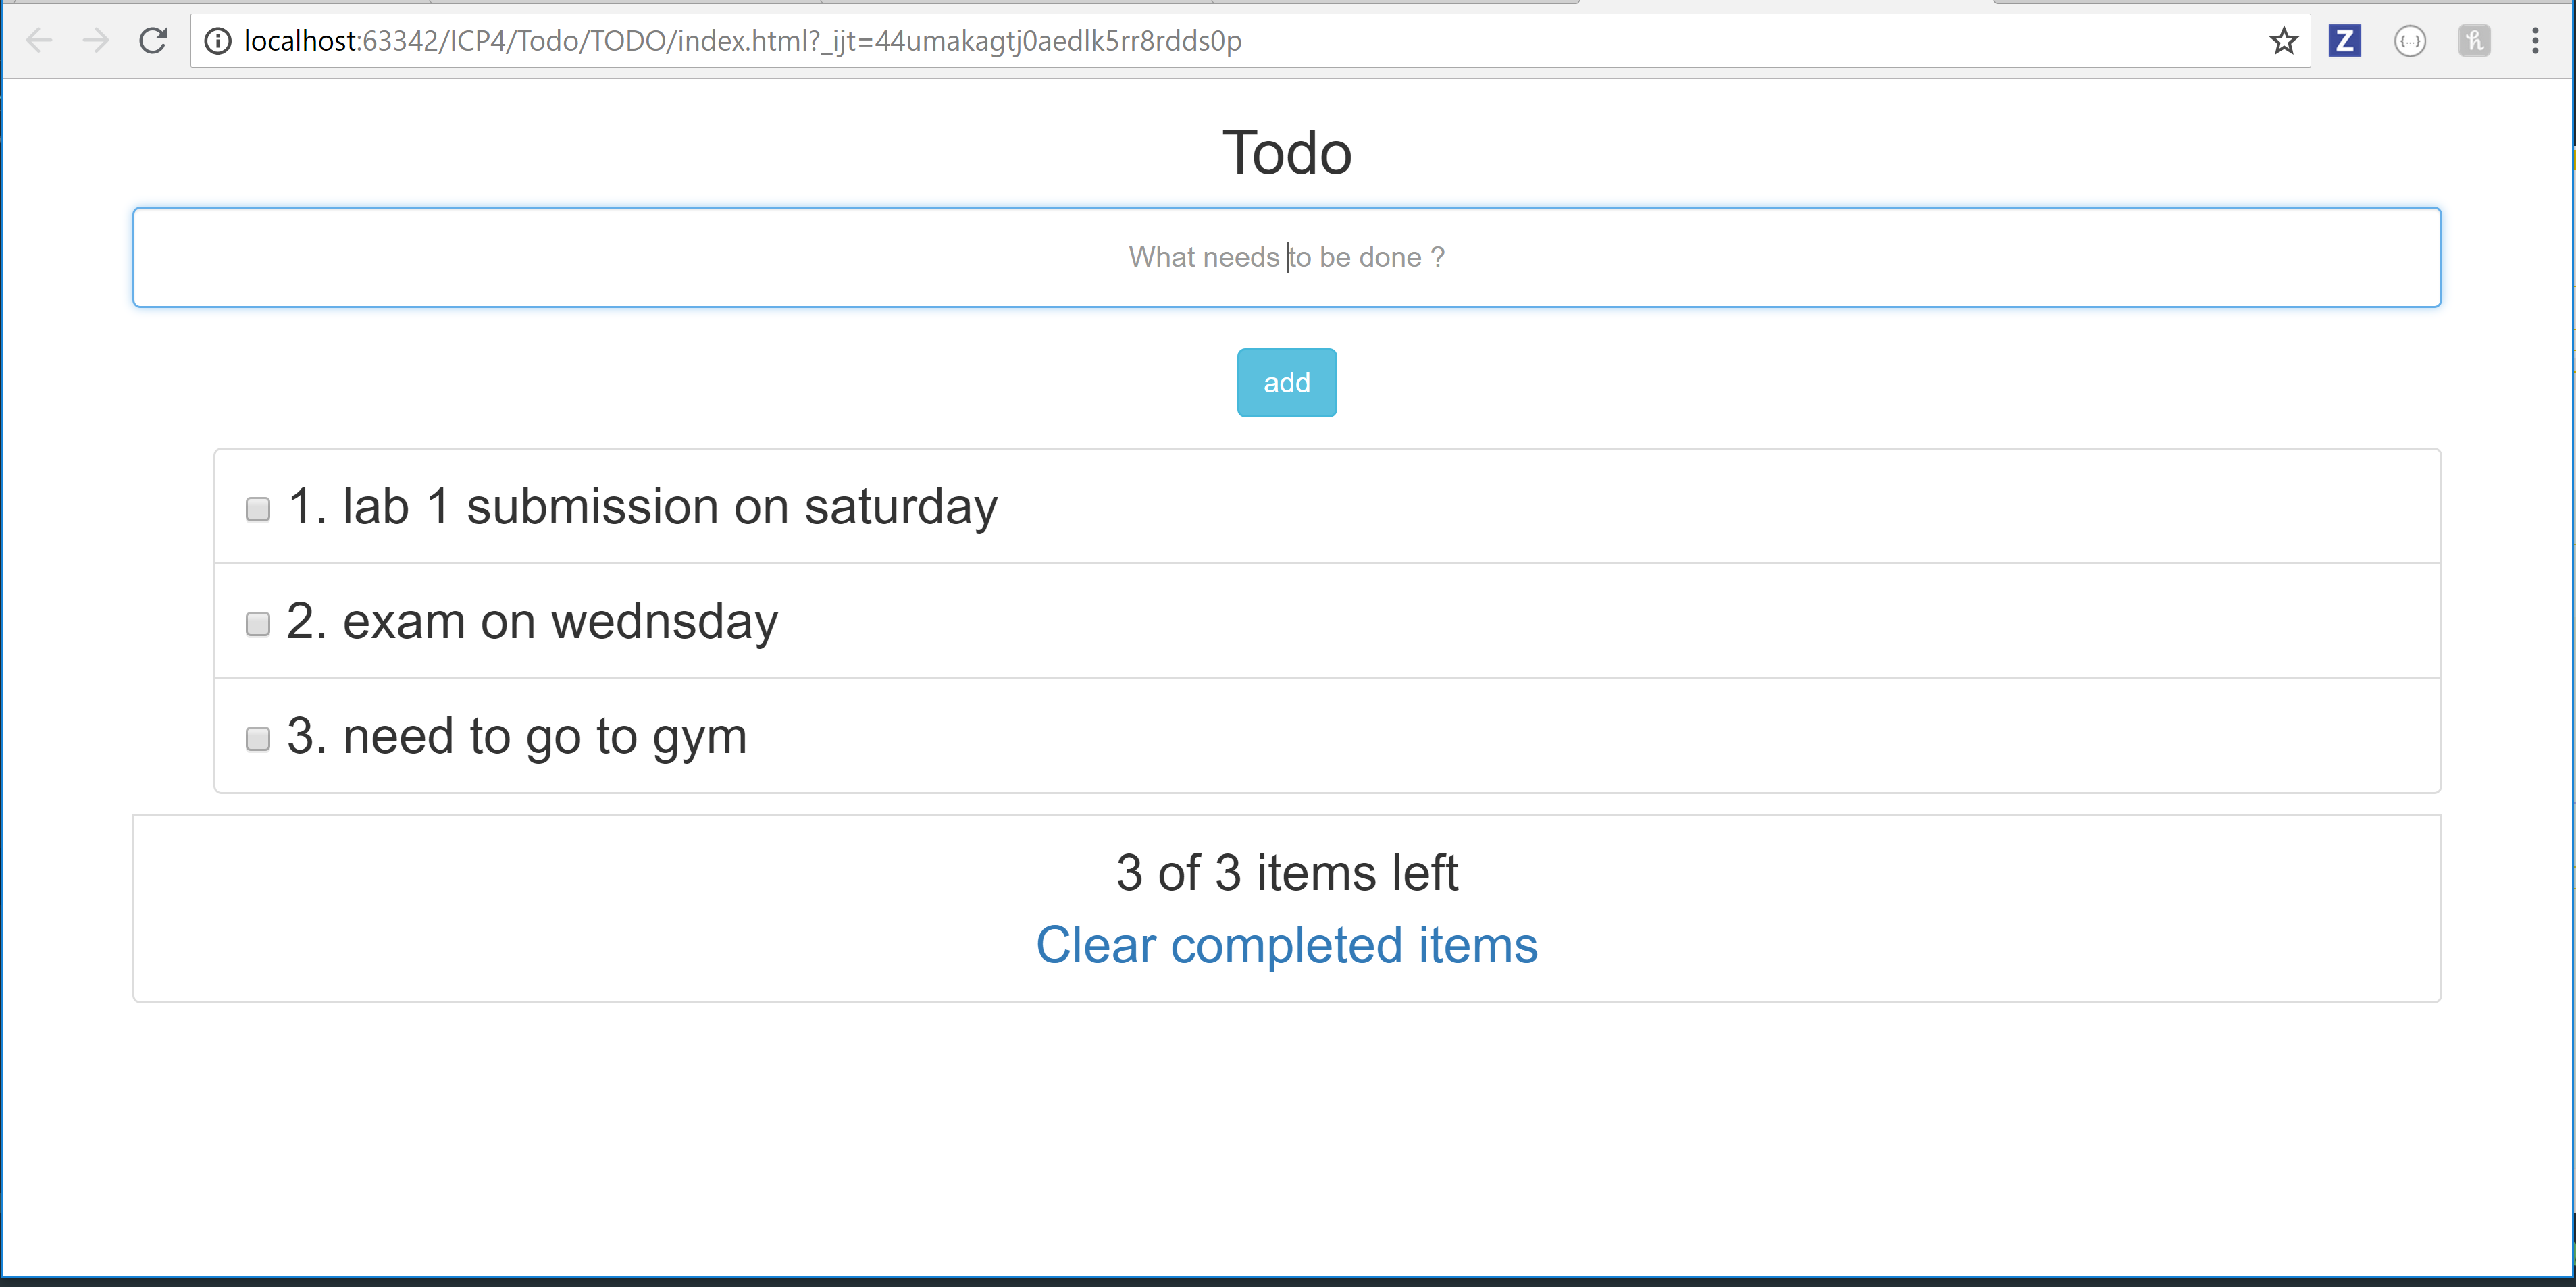 localhost:63342/ICP4/Todo/TODO/index.html?_ijt=44umakagtj0aedlk5rr8rdds0p
Z
{...}
h
Todo
What needs to be done ?
add
1. lab 1 submission on saturday
2. exam on wednsday
3. need to go to gym
3 of 3 items left
Clear completed items